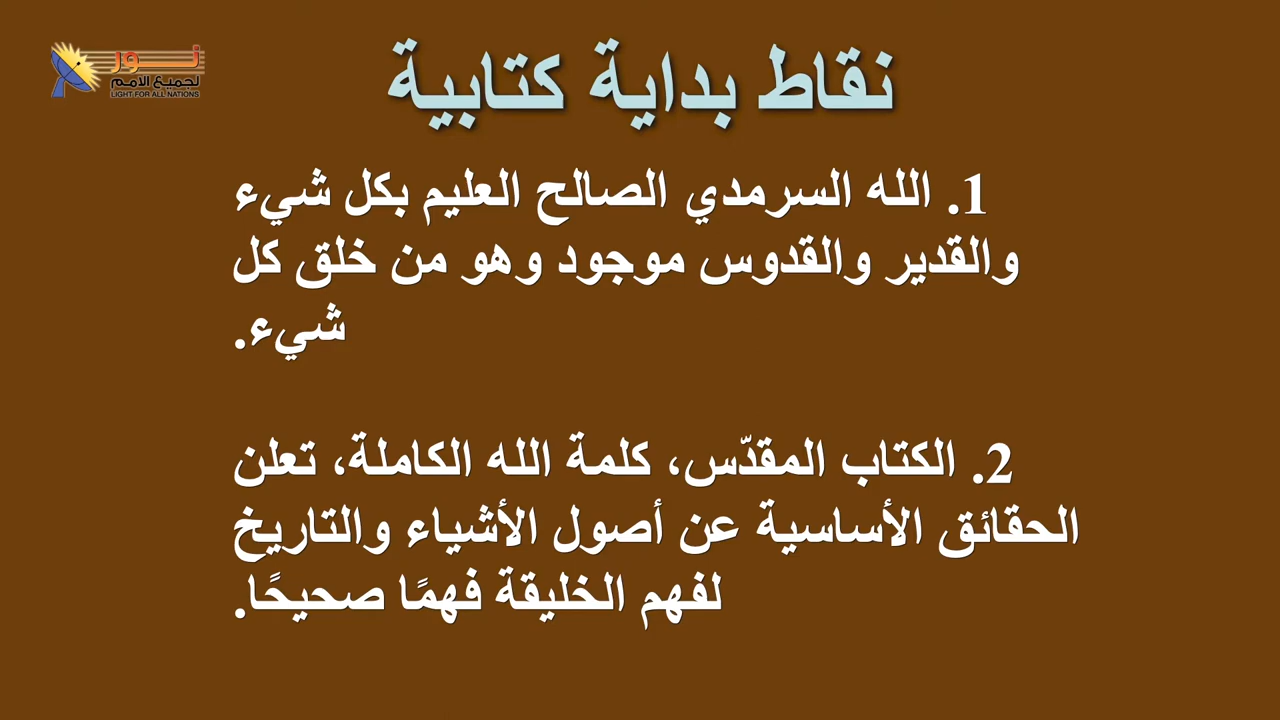 نور
لجميع الامم
LIGHT FOR ALL NATIONS
نقاط بداية كتابية
1. الله السرمدي الصالح العليم بكل شيء
والقدير والقدوس موجود وهو من خلق كل
شيء.
2. الكتاب المقدّس، كلمة الله الكاملة، تعلن
الحقائق الأساسية عن أصول الأشياء والتاريخ
لفهم الخليقة فهمًا صحيحًا.